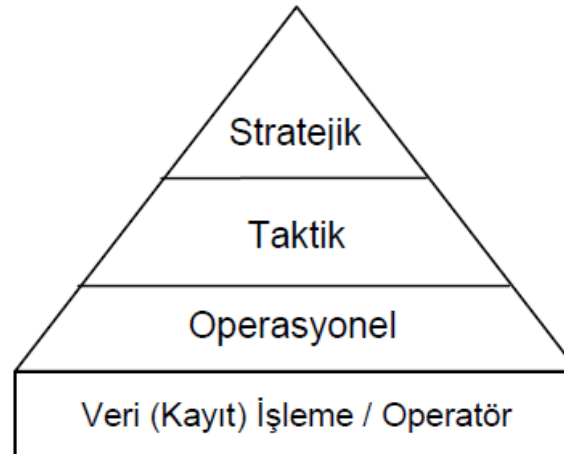 Stratejik
Taktik
Operasyonel
Veri (Kayıt) İşleme / Operatör